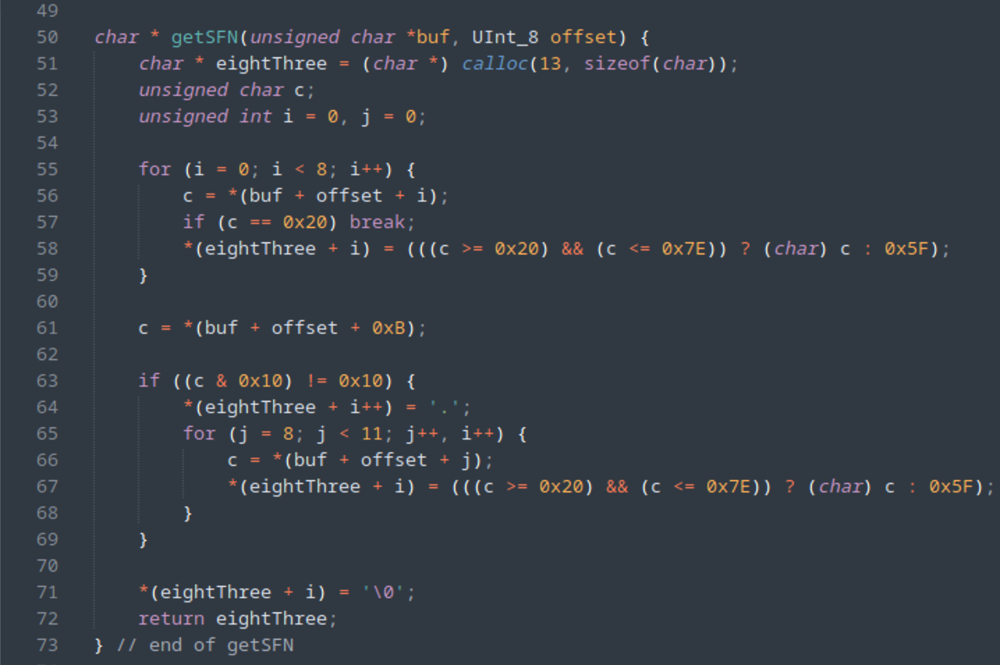 49
50 char * getSFN(unsigned char *buf, UInt_8 offset) {
51     char * eightThree = (char *) calloc(13, sizeof(char));
52     unsigned char c;
53     unsigned int i = 0, j = 0;
54
55     for (i = 0; i < 8; i++) {
56         c = *(buf + offset + i);
57         if (c == 0x20) break;
58         *(eightThree + i) = (((c >= 0x20) && (c <= 0x7E)) ? (char) c : 0x5F);
59     }
60
61     c = *(buf + offset + 0xB);
62
63     if ((c & 0x10) != 0x10) {
64         *(eightThree + i++) = '.';
65         for (j = 8; j < 11; j++, i++) {
66             c = *(buf + offset + j);
67             *(eightThree + i) = (((c >= 0x20) && (c <= 0x7E)) ? (char) c : 0x5F);
68         }
69     }
70
71     *(eightThree + i) = '\0';
72     return eightThree;
73 } // end of getSFN